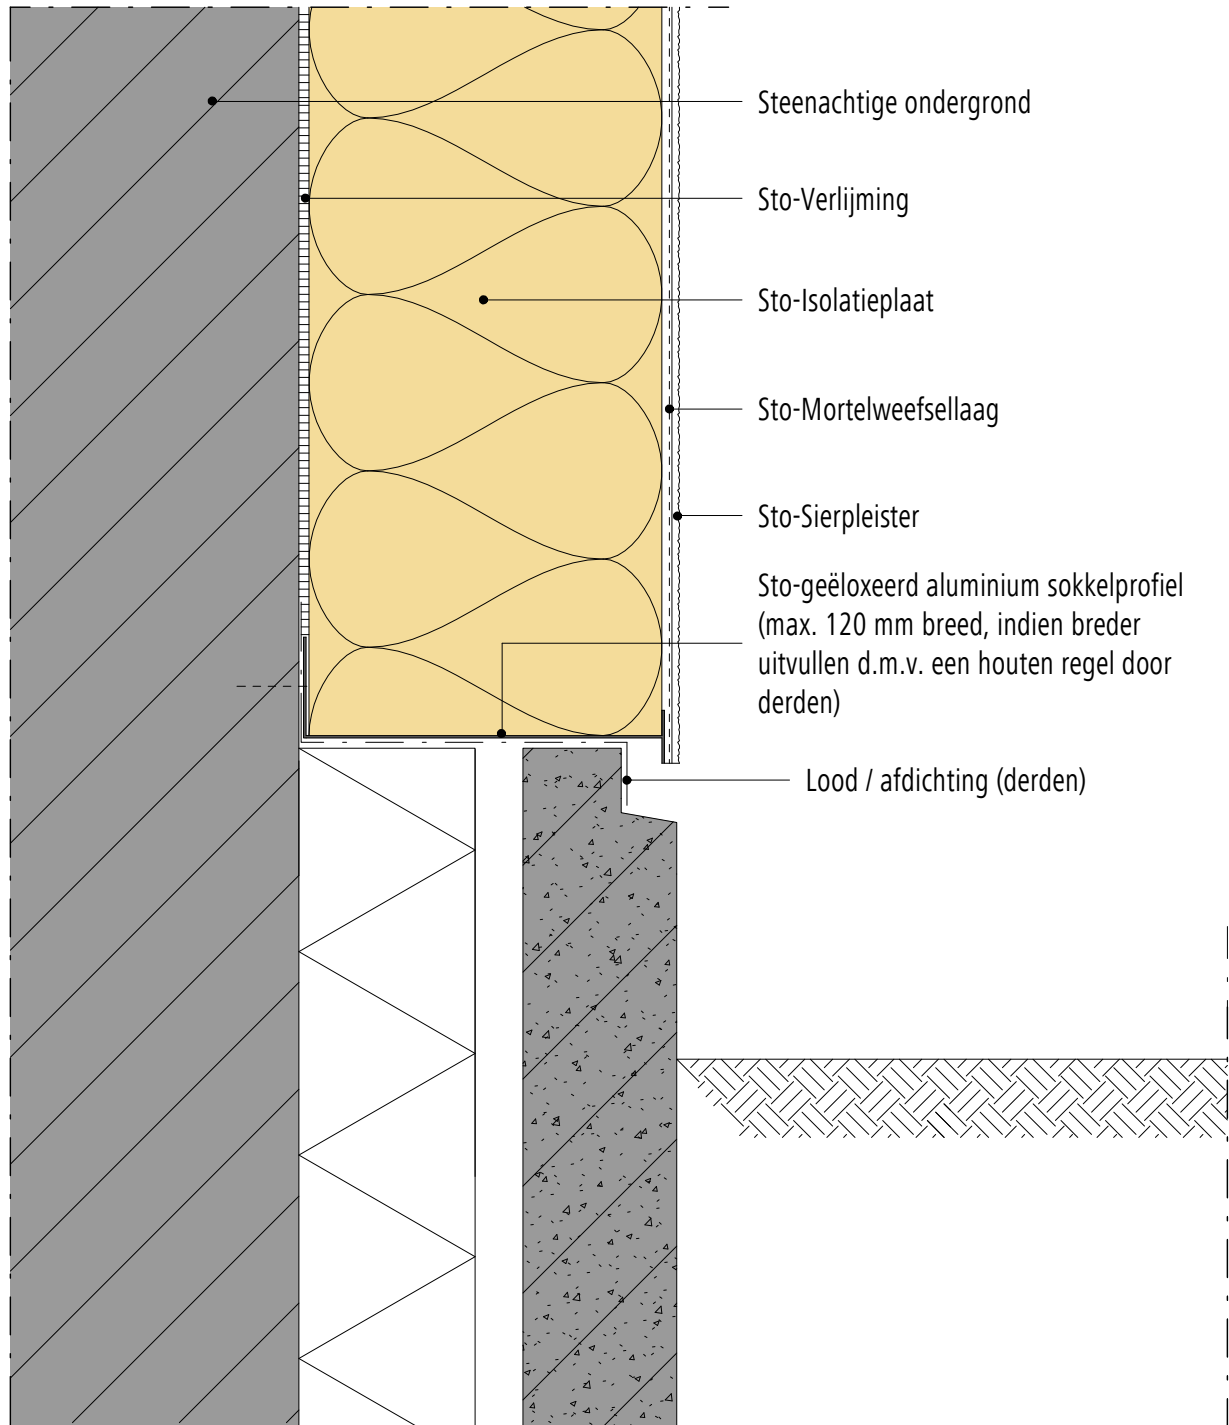 Steenachtige ondergrond
Sto-Verlijming
Sto-Isolatieplaat
Sto-Mortelweefsellaag
Sto-Sierpleister
Sto-geëloxeerd aluminium sokkelprofiel
(max. 120 mm breed, indien breder
uitvullen d.m.v. een houten regel door
derden)
Lood / afdichting (derden)